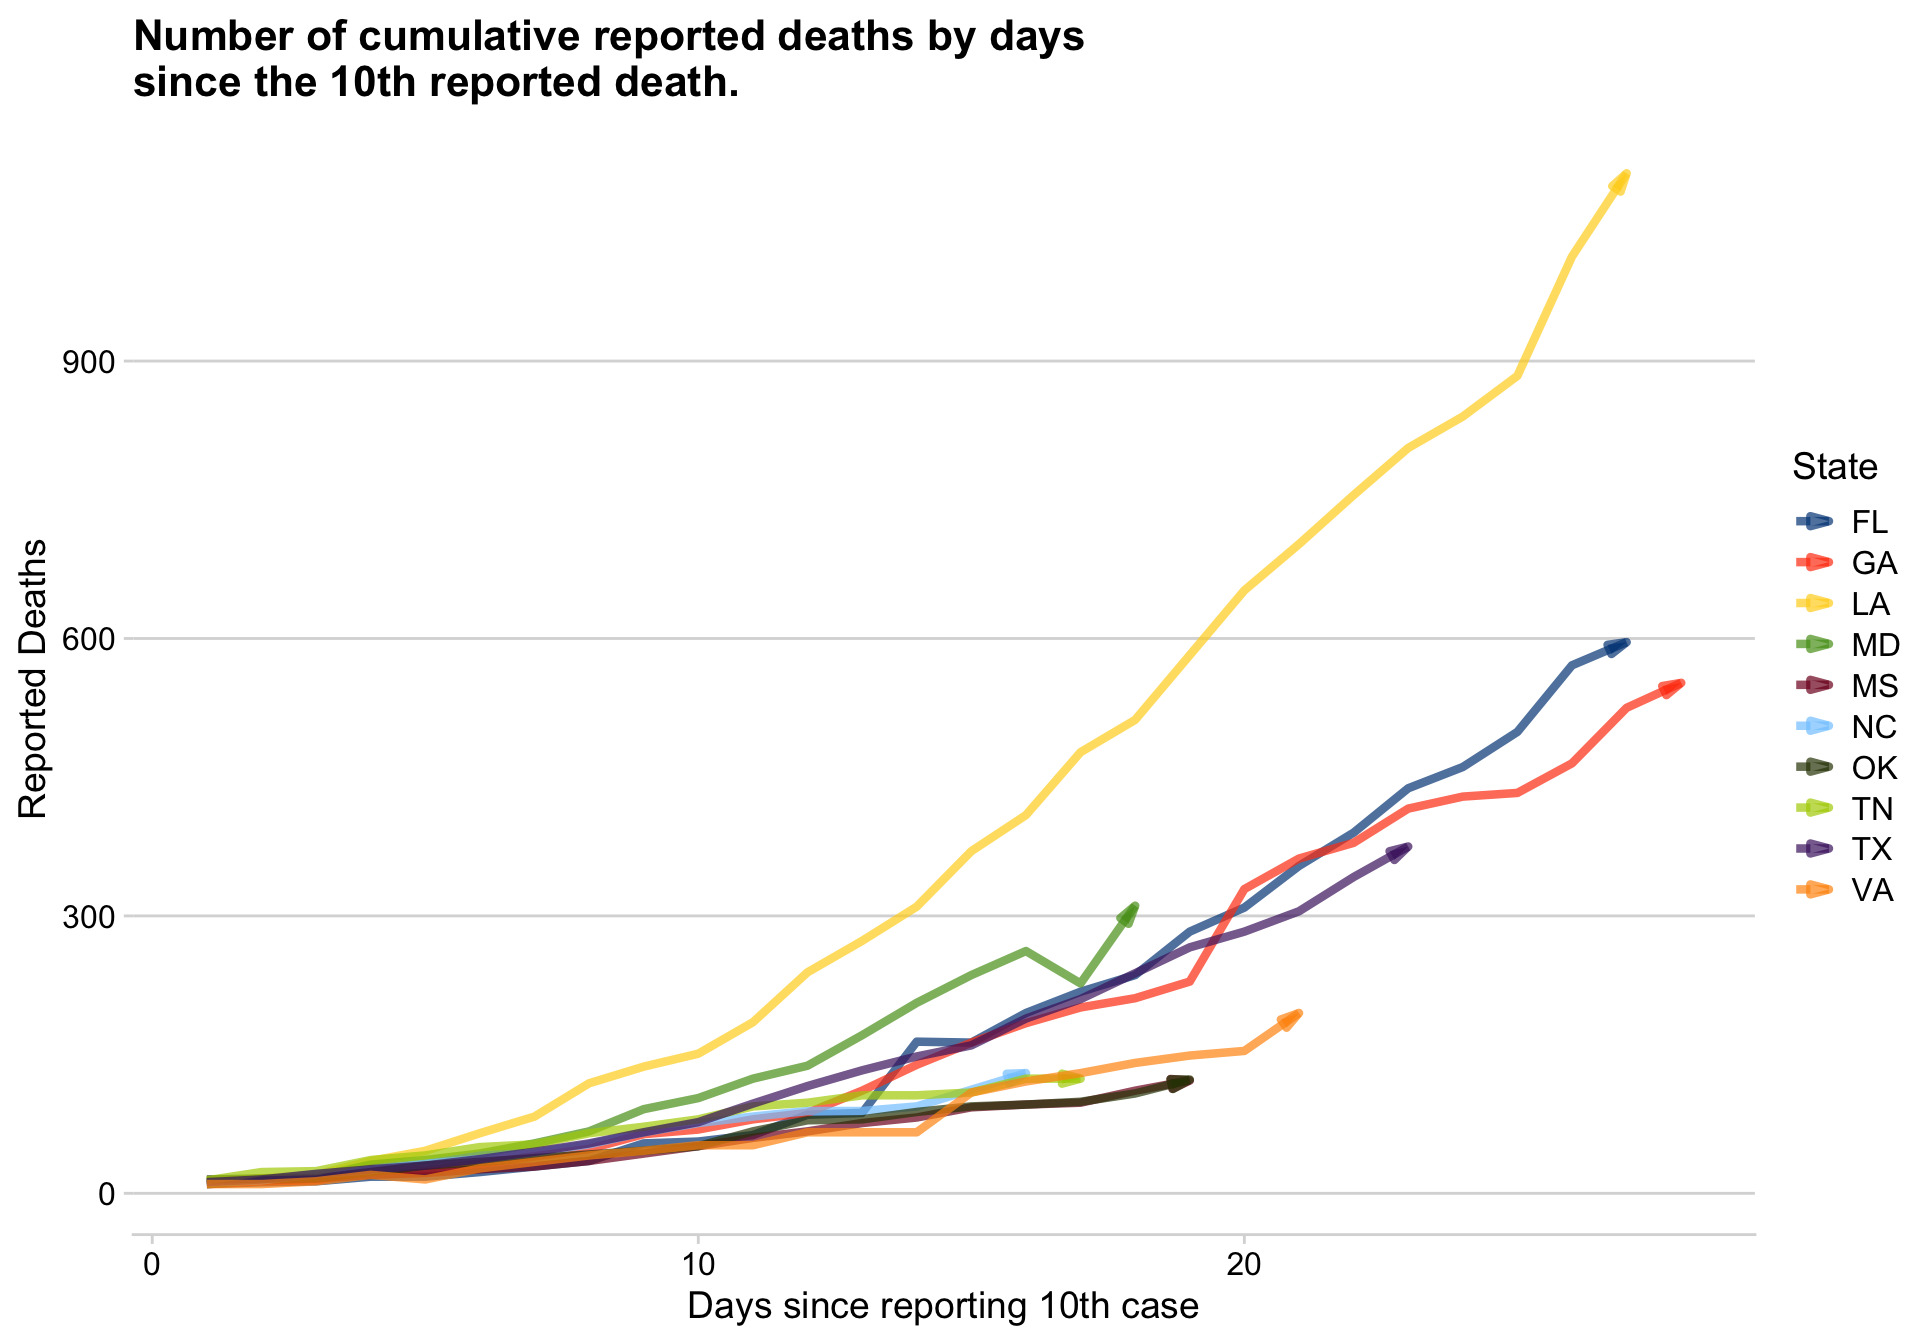 Number of cumulative reported deaths by days
since the 10th reported death.
Reported Deaths
900
600
300
0
0
10
20
Days since reporting 10th case
State
FL
GA
LA
MD
MS
NC
OK
TN
TX
VA